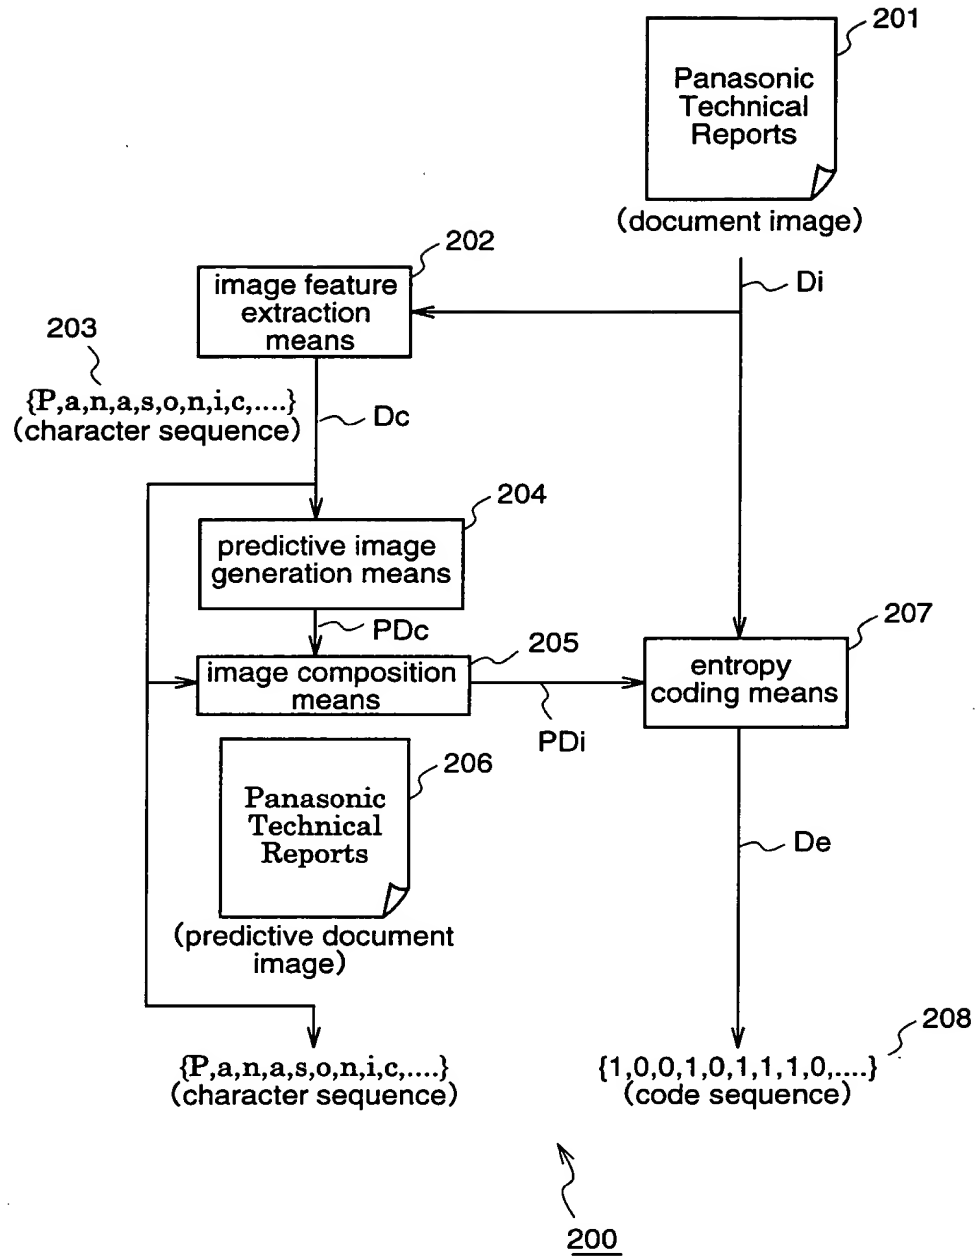 201
Panasonic
Technical
Reports
(document image)
202
Di
image feature
extraction
means
203
{P,a,n,a,s,o,n,i,c,....}
(character sequence)
Dc
204
predictive image
generation means
PDc
207
205
image composition
means
entropy
coding means
PDi
206
Panasonic
Technical
Reports
De
(predictive document
image)
208
{P,a,n,a,s,o,n,i,c,....}
(character sequence)
{1,0,0,1,0,1,1,1,0,....}
(code sequence)
200